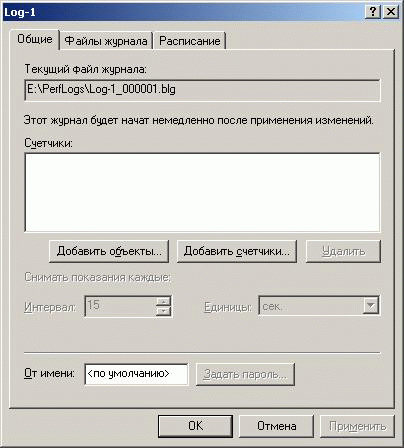 Log-1
Общие Файлы журнала Расписание
Текущий файл журнала:
E:\PerfLogs\Log-1_000001.blg
Этот журнал будет начат немедленно после применения изменений.
Счетчики:
Добавить объекты... Добавить счетчики... Удалить
Снимать показания каждые:
Интервал: 15 Единицы: сек.
От имени: <по умолчанию> Задать пароль...
OK Отмена Применить